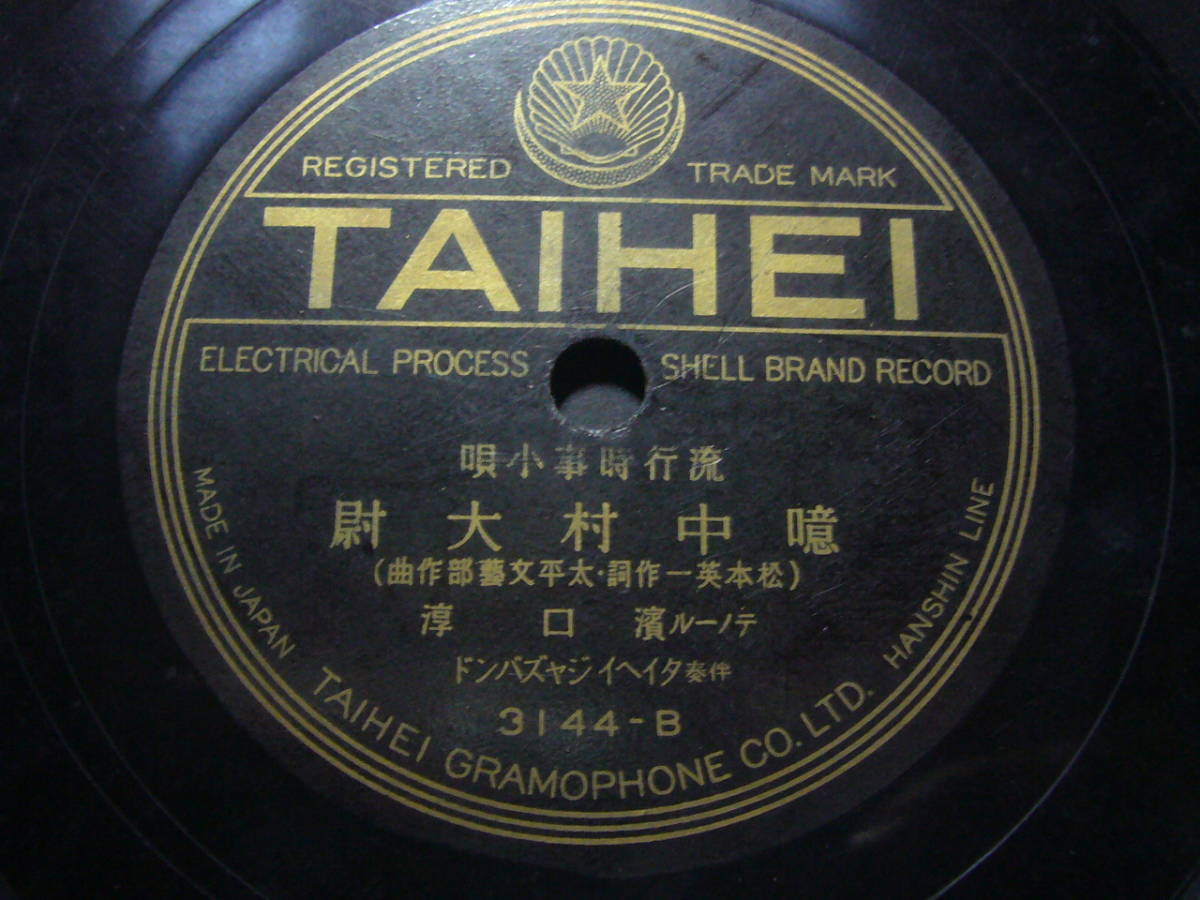 REGISTERED TRADE MARK
TAIHEI
ELECTRICAL PROCESS SHELL BRAND RECORD
流行時事小唄
噫中村大尉
(松本英一作詞・太平文藝部作曲)
テノール 濱口淳
伴奏 タイヘイジャズバンド
3144-B
MADE IN JAPAN TAIHEI GRAMOPHONE CO. LTD. HANSHIN LINE